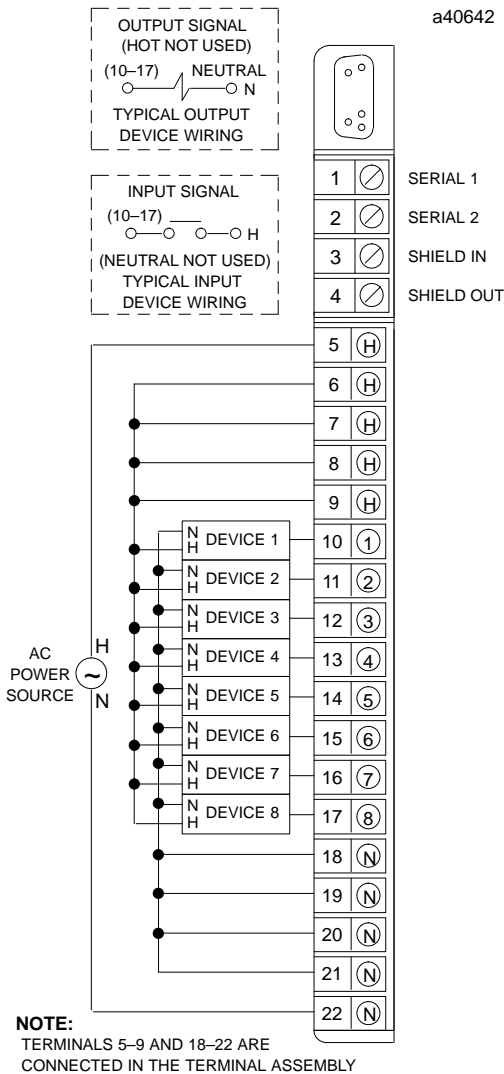 a40642
OUTPUT SIGNAL
(HOT NOT USED)
(10–17) NEUTRAL
N
TYPICAL OUTPUT
DEVICE WIRING
INPUT SIGNAL
(10–17)
H
(NEUTRAL NOT USED)
TYPICAL INPUT
DEVICE WIRING
1 SERIAL 1
2 SERIAL 2
3 SHIELD IN
4 SHIELD OUT
5 H
6 H
7 H
8 H
9 H
N
H DEVICE 1 10 1
N
H DEVICE 2 11 2
N
H DEVICE 3 12 3
N
H DEVICE 4 13 4
N
H DEVICE 5 14 5
N
H DEVICE 6 15 6
N
H DEVICE 7 16 7
N
H DEVICE 8 17 8
AC
POWER
SOURCE
H
~
N
18 N
19 N
20 N
21 N
22 N
NOTE:
TERMINALS 5–9 AND 18–22 ARE
CONNECTED IN THE TERMINAL ASSEMBLY